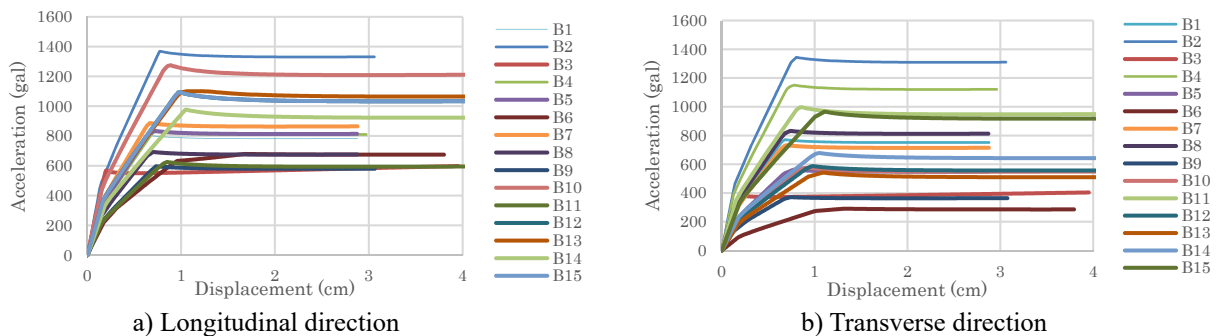 Acceleration (gal)
1600
1400
1200
1000
800
600
400
200
0
0
1
2
3
4
Displacement (cm)
B1
B2
B3
B4
B5
B6
B7
B8
B9
B10
B11
B12
B13
B14
B15
a) Longitudinal direction
Acceleration (gal)
1600
1400
1200
1000
800
600
400
200
0
0
1
2
3
4
Displacement (cm)
B1
B2
B3
B4
B5
B6
B7
B8
B9
B10
B11
B12
B13
B14
B15
b) Transverse direction